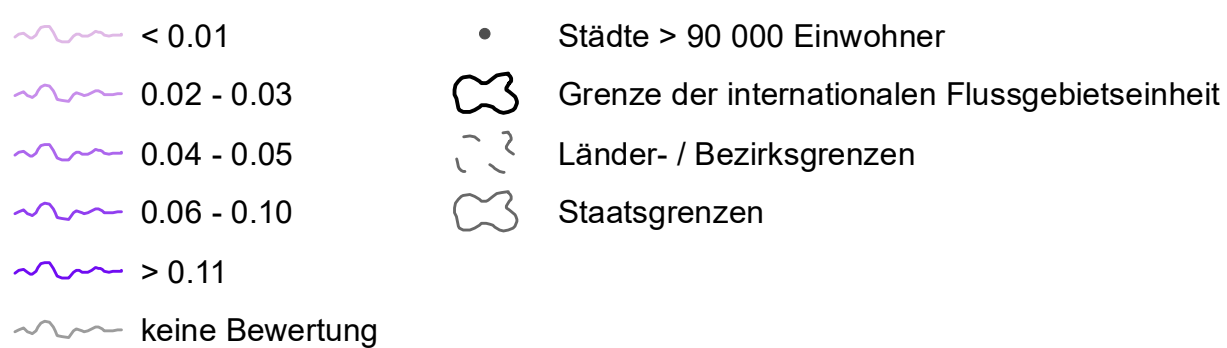 < 0.01
0.02 - 0.03
0.04 - 0.05
0.06 - 0.10
> 0.11
keine Bewertung
Städte > 90 000 Einwohner
Grenze der internationalen Flussgebietseinheit
Länder- / Bezirksgrenzen
Staatsgrenzen